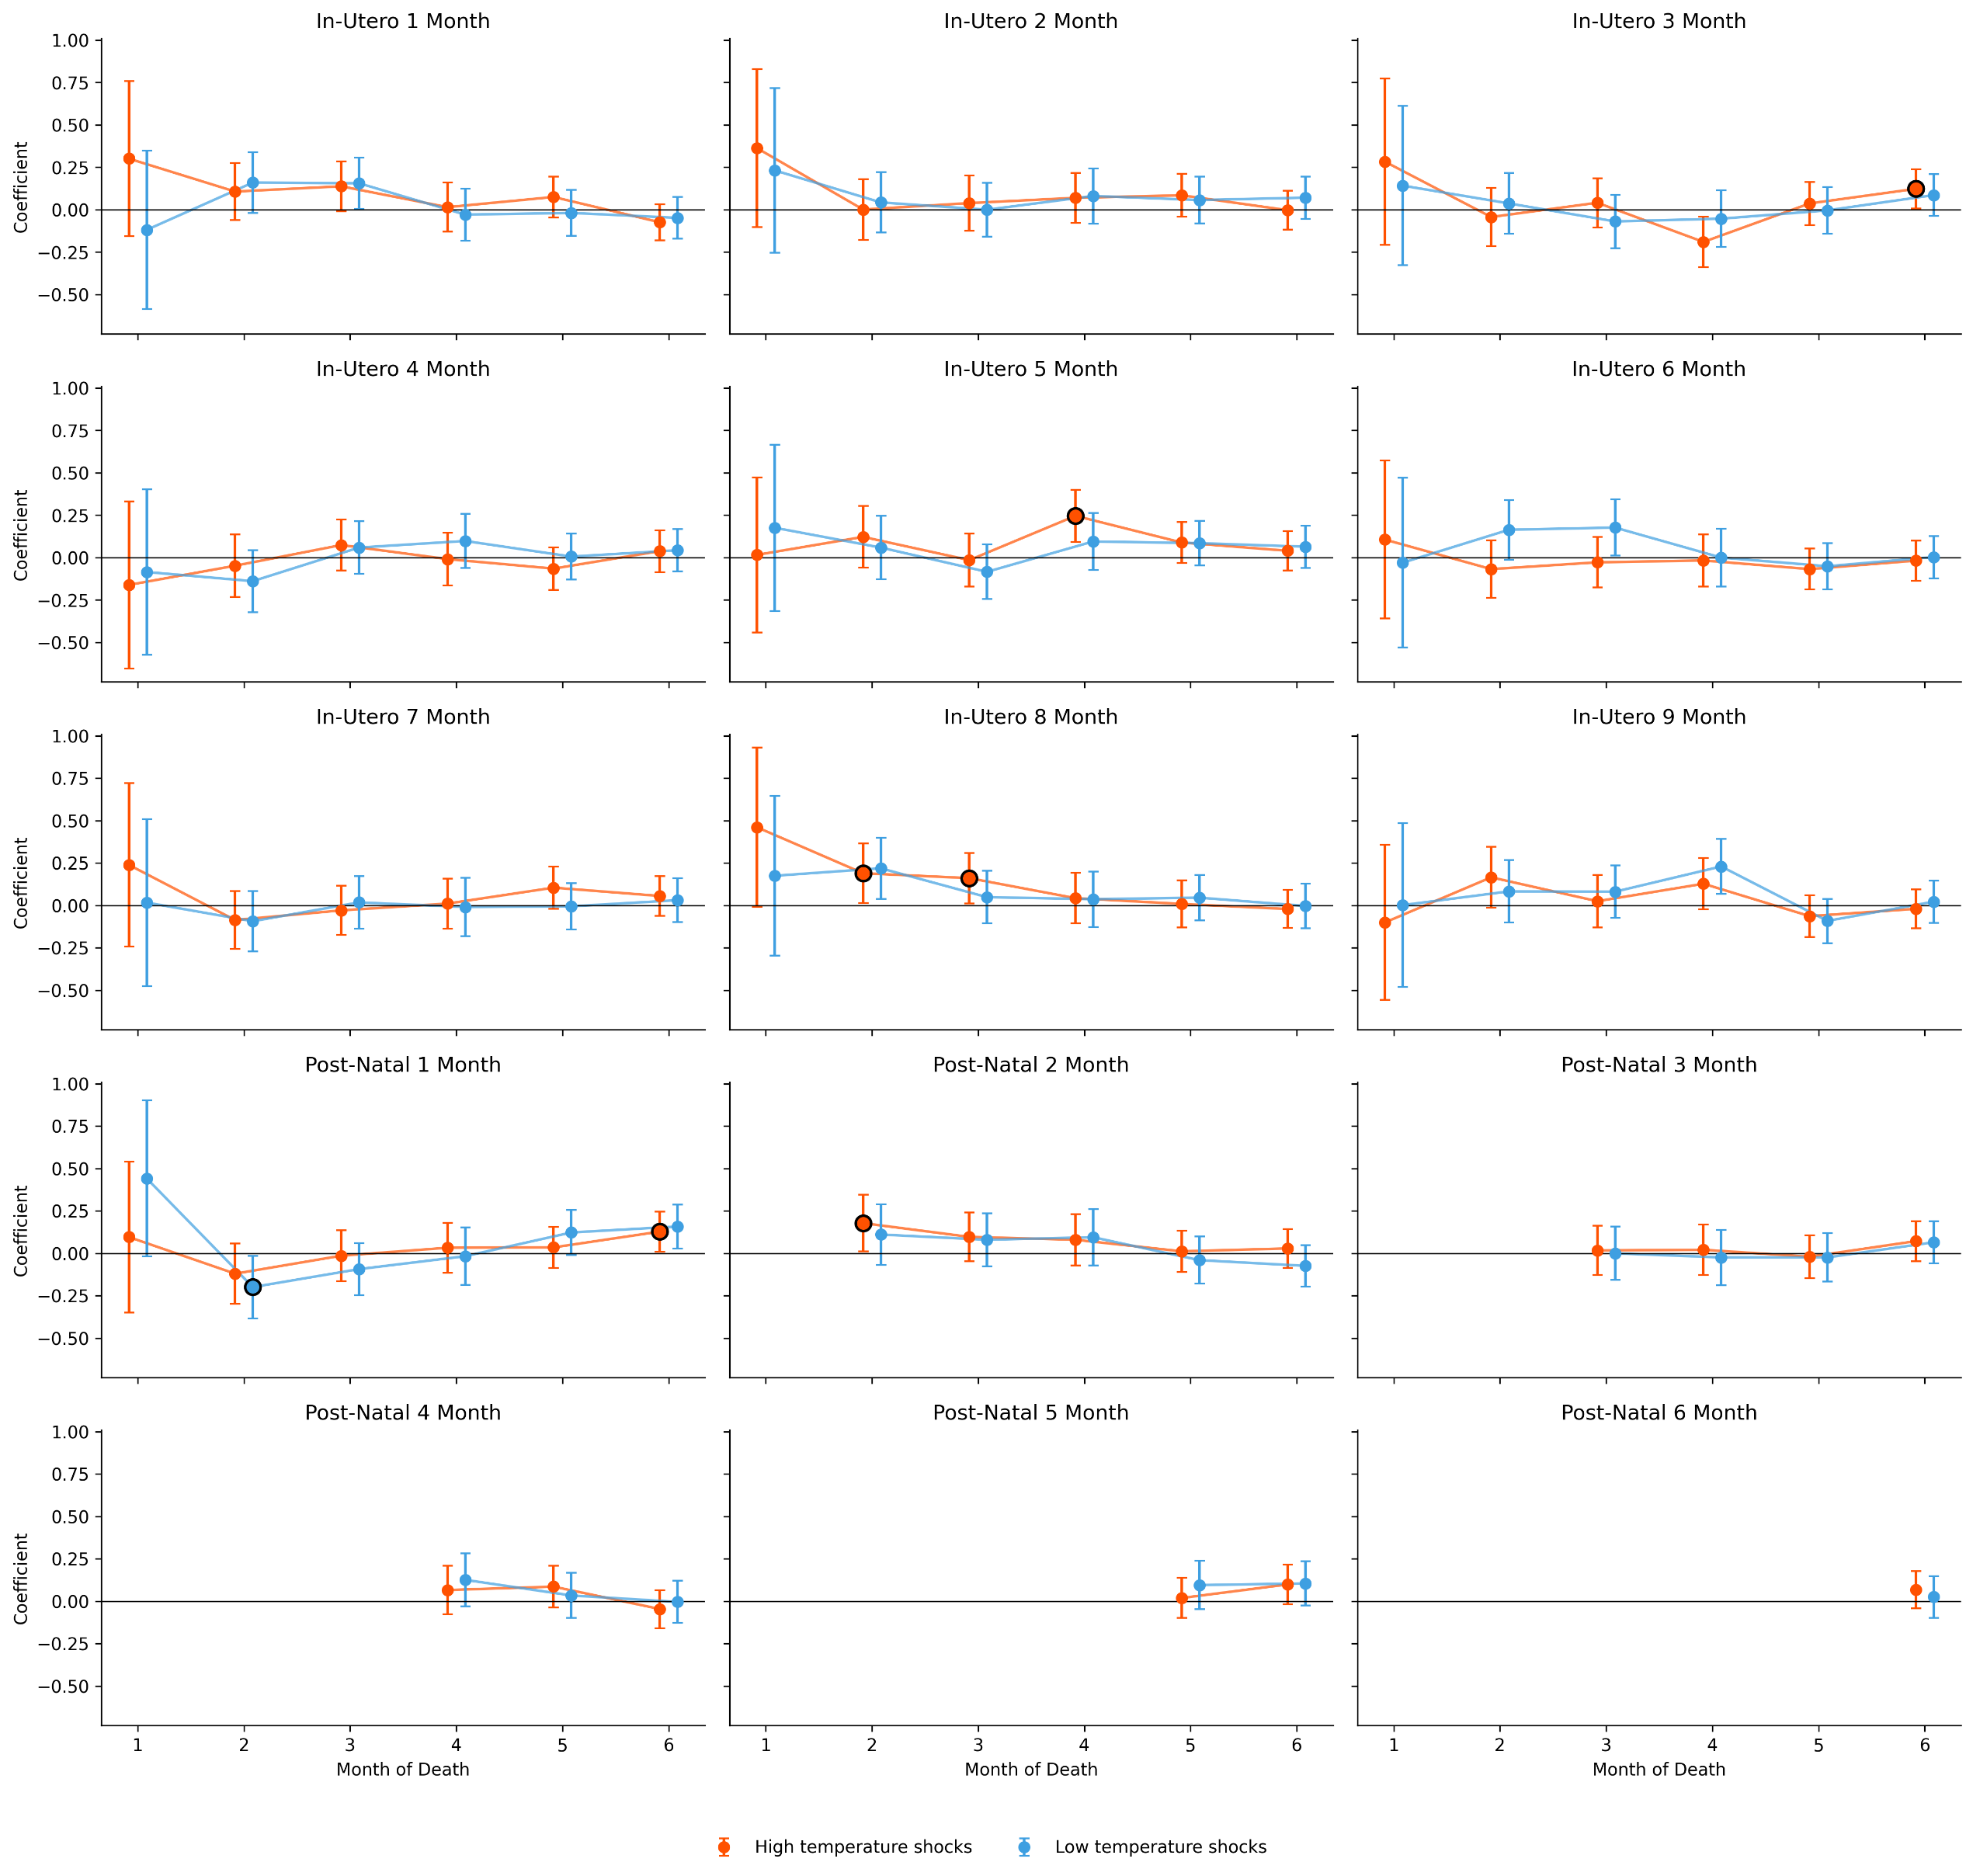 In-Utero 1 Month In-Utero 2 Month In-Utero 3 Month
1.00
0.75
0.50
0.25
0.00
−0.25
−0.50
Coefficient
In-Utero 4 Month In-Utero 5 Month In-Utero 6 Month
1.00
0.75
0.50
0.25
0.00
−0.25
−0.50
Coefficient
In-Utero 7 Month In-Utero 8 Month In-Utero 9 Month
1.00
0.75
0.50
0.25
0.00
−0.25
−0.50
Coefficient
Post-Natal 1 Month Post-Natal 2 Month Post-Natal 3 Month
1.00
0.75
0.50
0.25
0.00
−0.25
−0.50
Coefficient
Post-Natal 4 Month Post-Natal 5 Month Post-Natal 6 Month
1.00
0.75
0.50
0.25
0.00
−0.25
−0.50
Coefficient
1 2 3 4 5 6 1 2 3 4 5 6 1 2 3 4 5 6
Month of Death Month of Death Month of Death
High temperature shocks Low temperature shocks